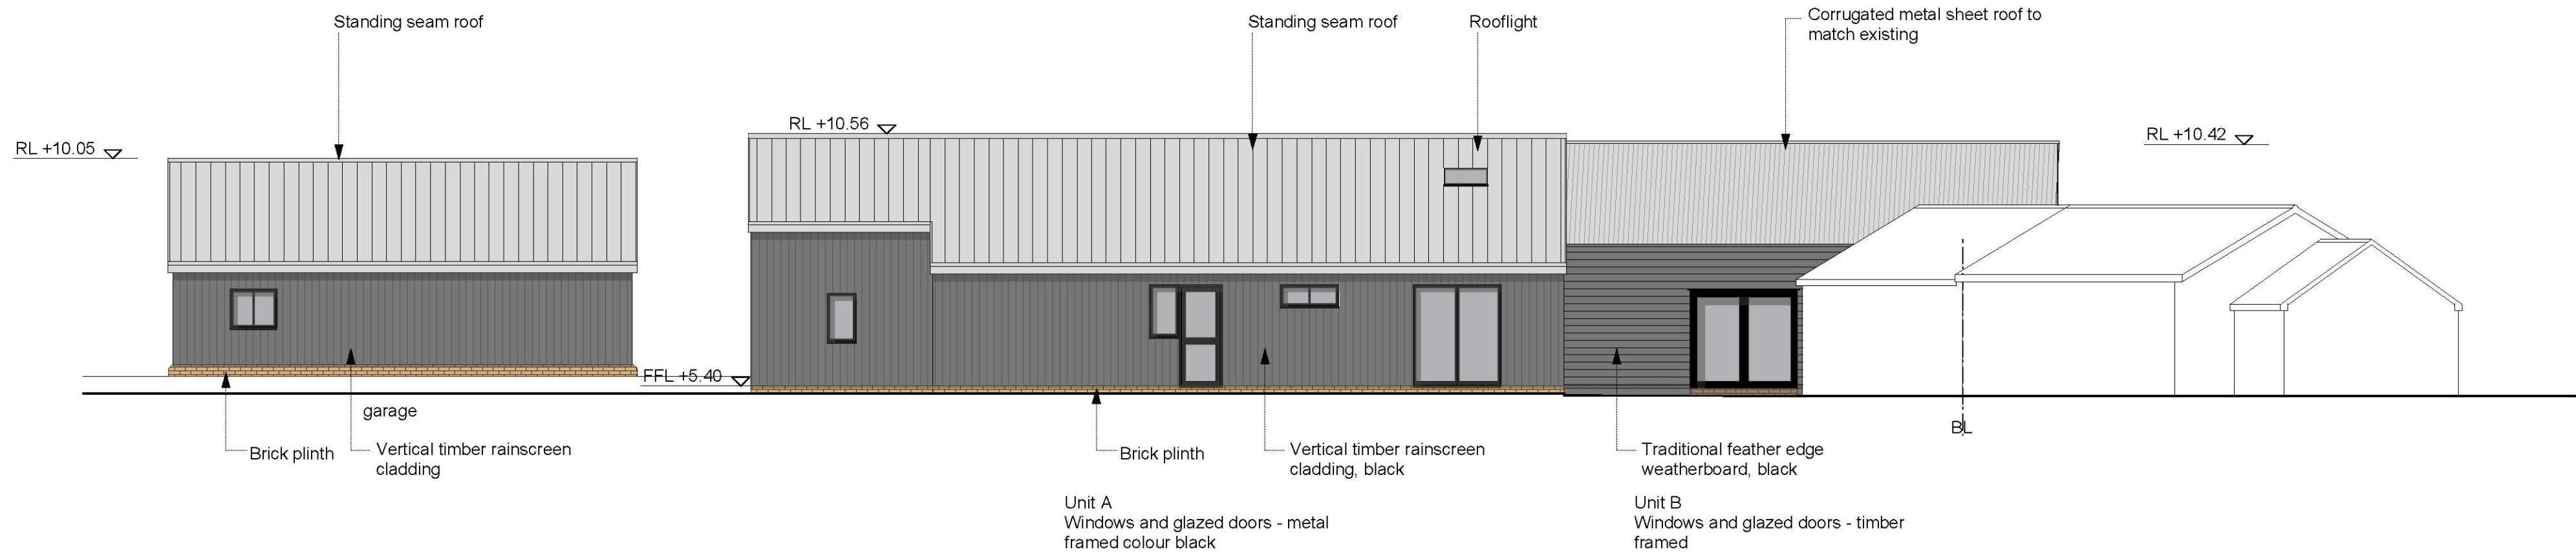 Standing seam roof
Standing seam roof
Rooflight
Corrugated metal sheet roof to
match existing
RL +10.05
RL +10.56
RL +10.42
FFL +5.40
garage
BL
Brick plinth
Vertical timber rainscreen
cladding
Brick plinth
Vertical timber rainscreen
cladding, black
Traditional feather edge
weatherboard, black
Unit A
Windows and glazed doors - metal
framed colour black
Unit B
Windows and glazed doors - timber
framed